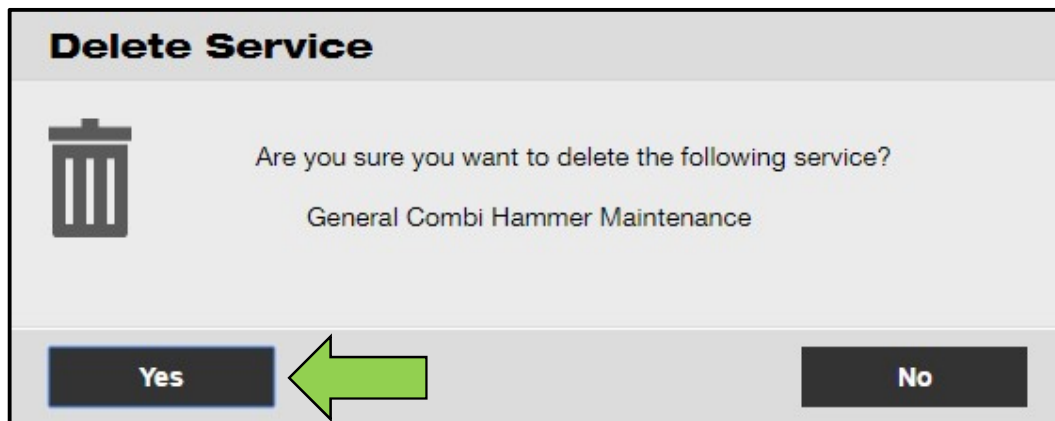 Delete Service
Are you sure you want to delete the following service?
General Combi Hammer Maintenance
Yes
No